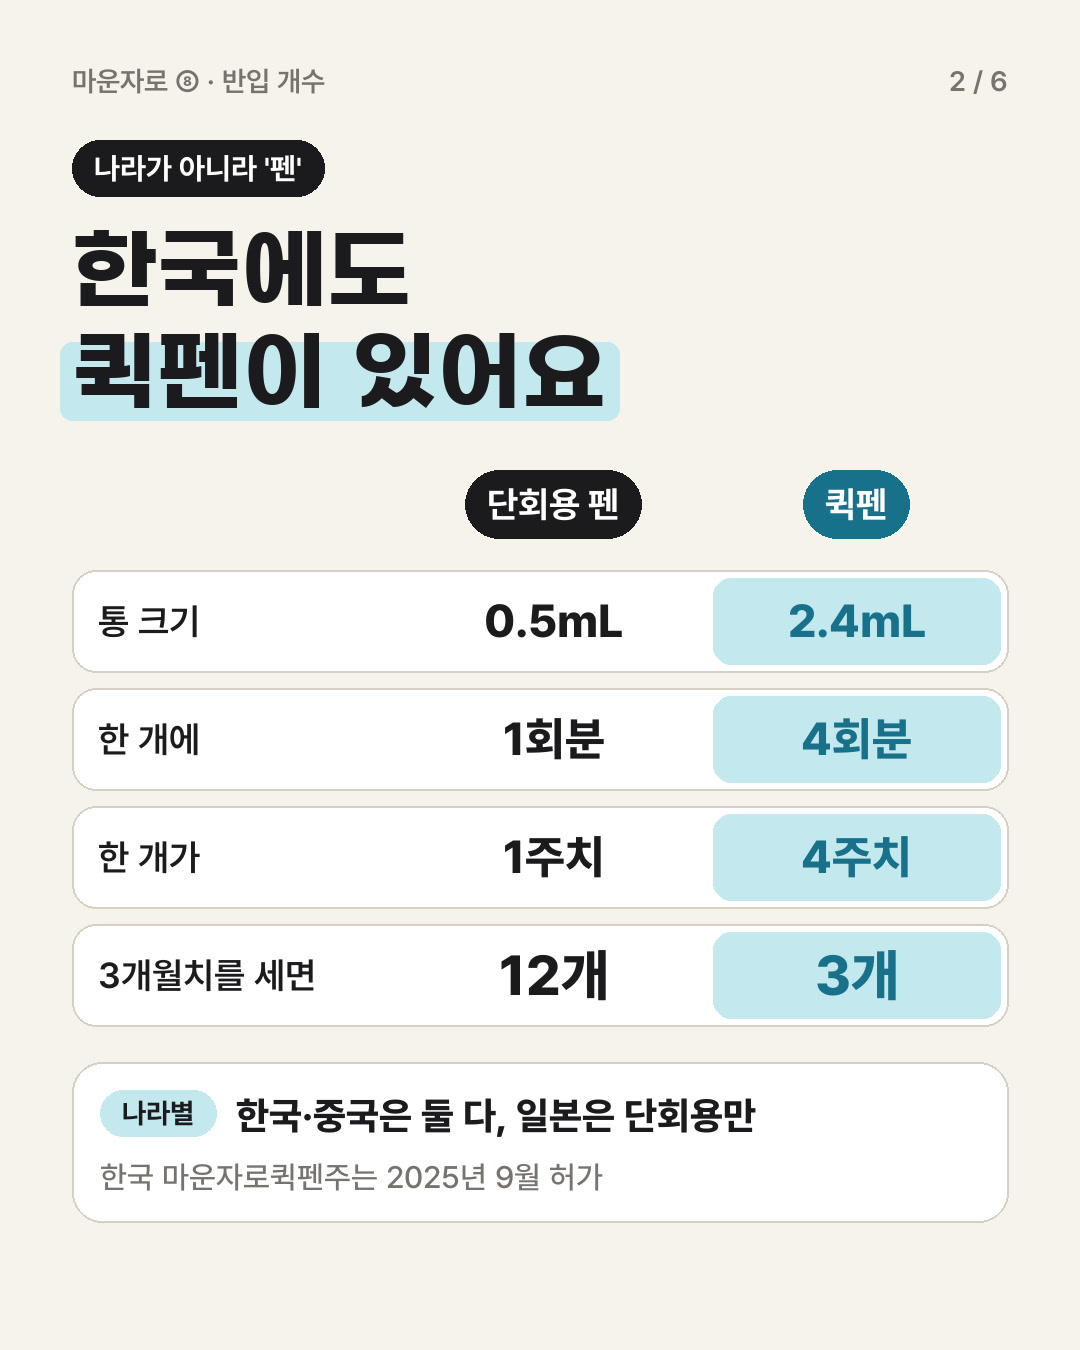 마운자로 ⑧ · 반입 개수
2 / 6
나라가 아니라 '펜'
한국에도
퀵펜이 있어요
단회용 펜 퀵펜
통 크기 0.5mL 2.4mL
한 개에 1회분 4회분
한 개가 1주치 4주치
3개월치를 세면 12개 3개
나라별 한국·중국은 둘 다, 일본은 단회용만
한국 마운자로퀵펜주는 2025년 9월 허가